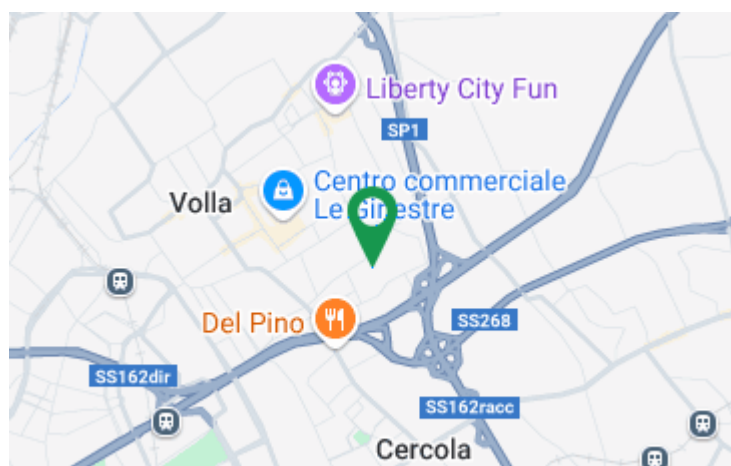 Liberty City Fun
SP1
Centro commerciale
Le Ginestre
Volla
Del Pino
SS268
SS162dir
SS162racc
Cercola